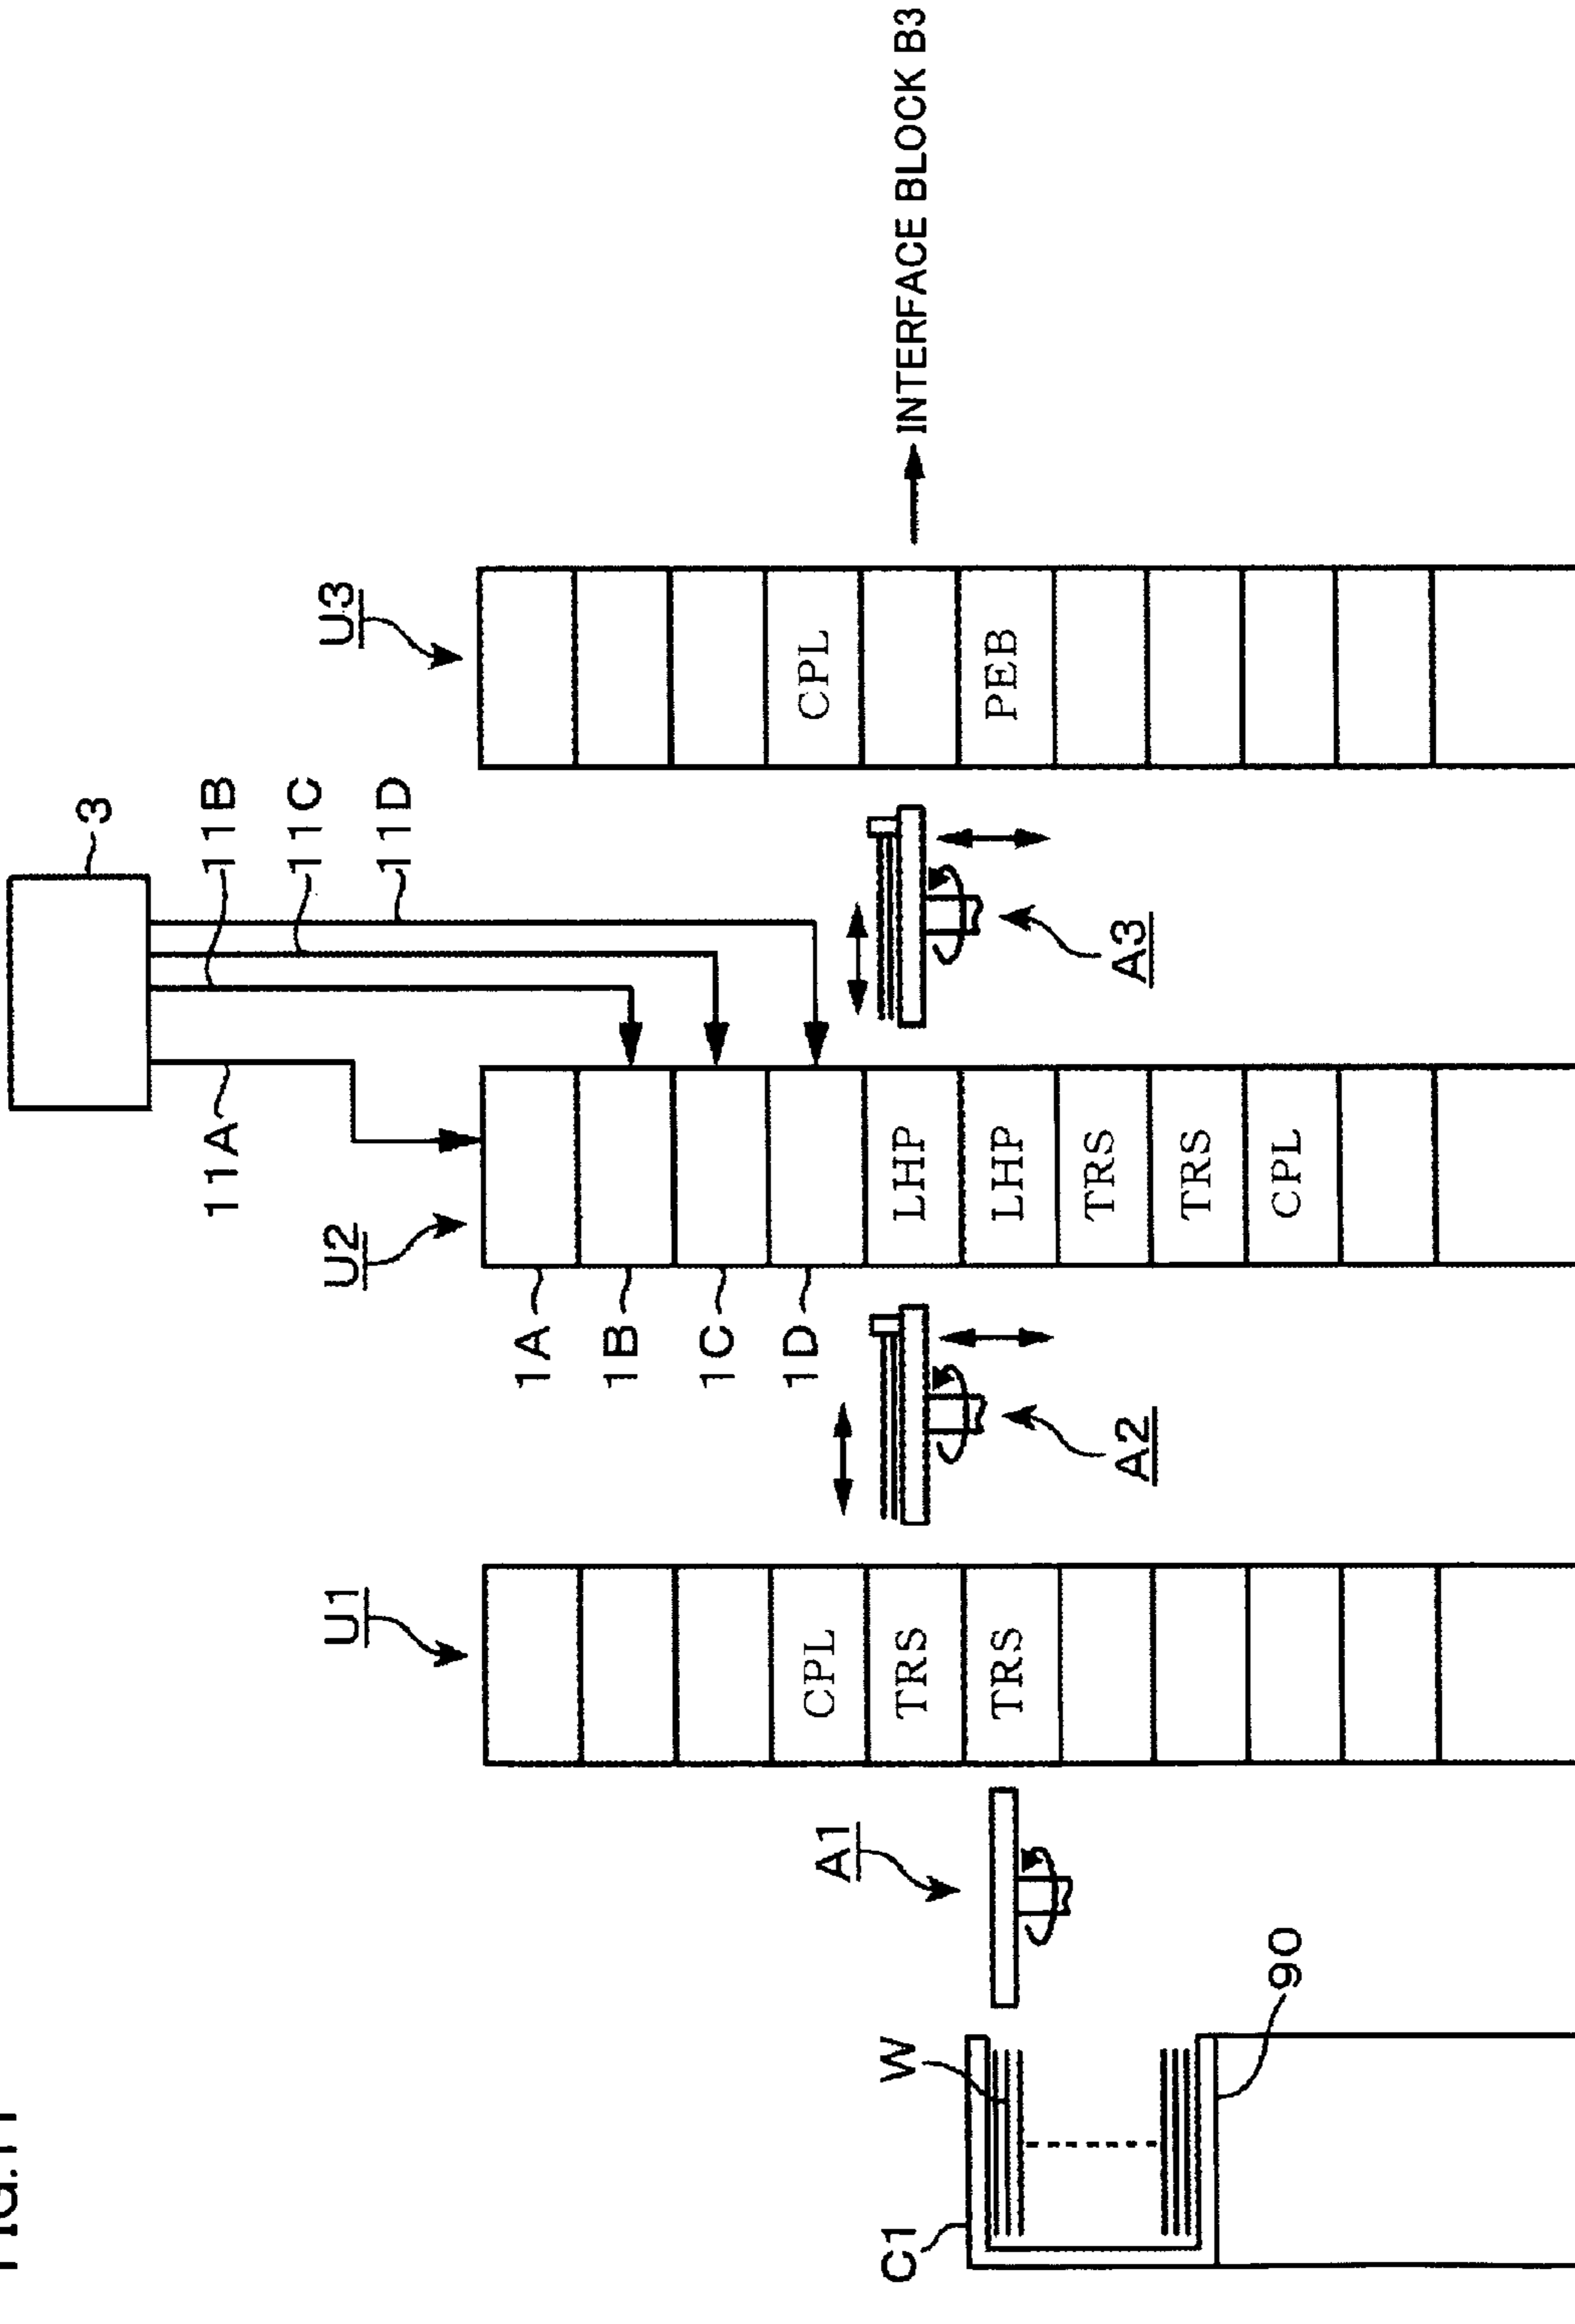 3
11A
11B
11C
11D
U1
U2
U3
1A
1B
1C
1D
CPL
CPL
A1
C1
W
TRS
LHP
INTERFACE BLOCK B3
TRS
LHP
PEB
TRS
A2
A3
TRS
90
CPL